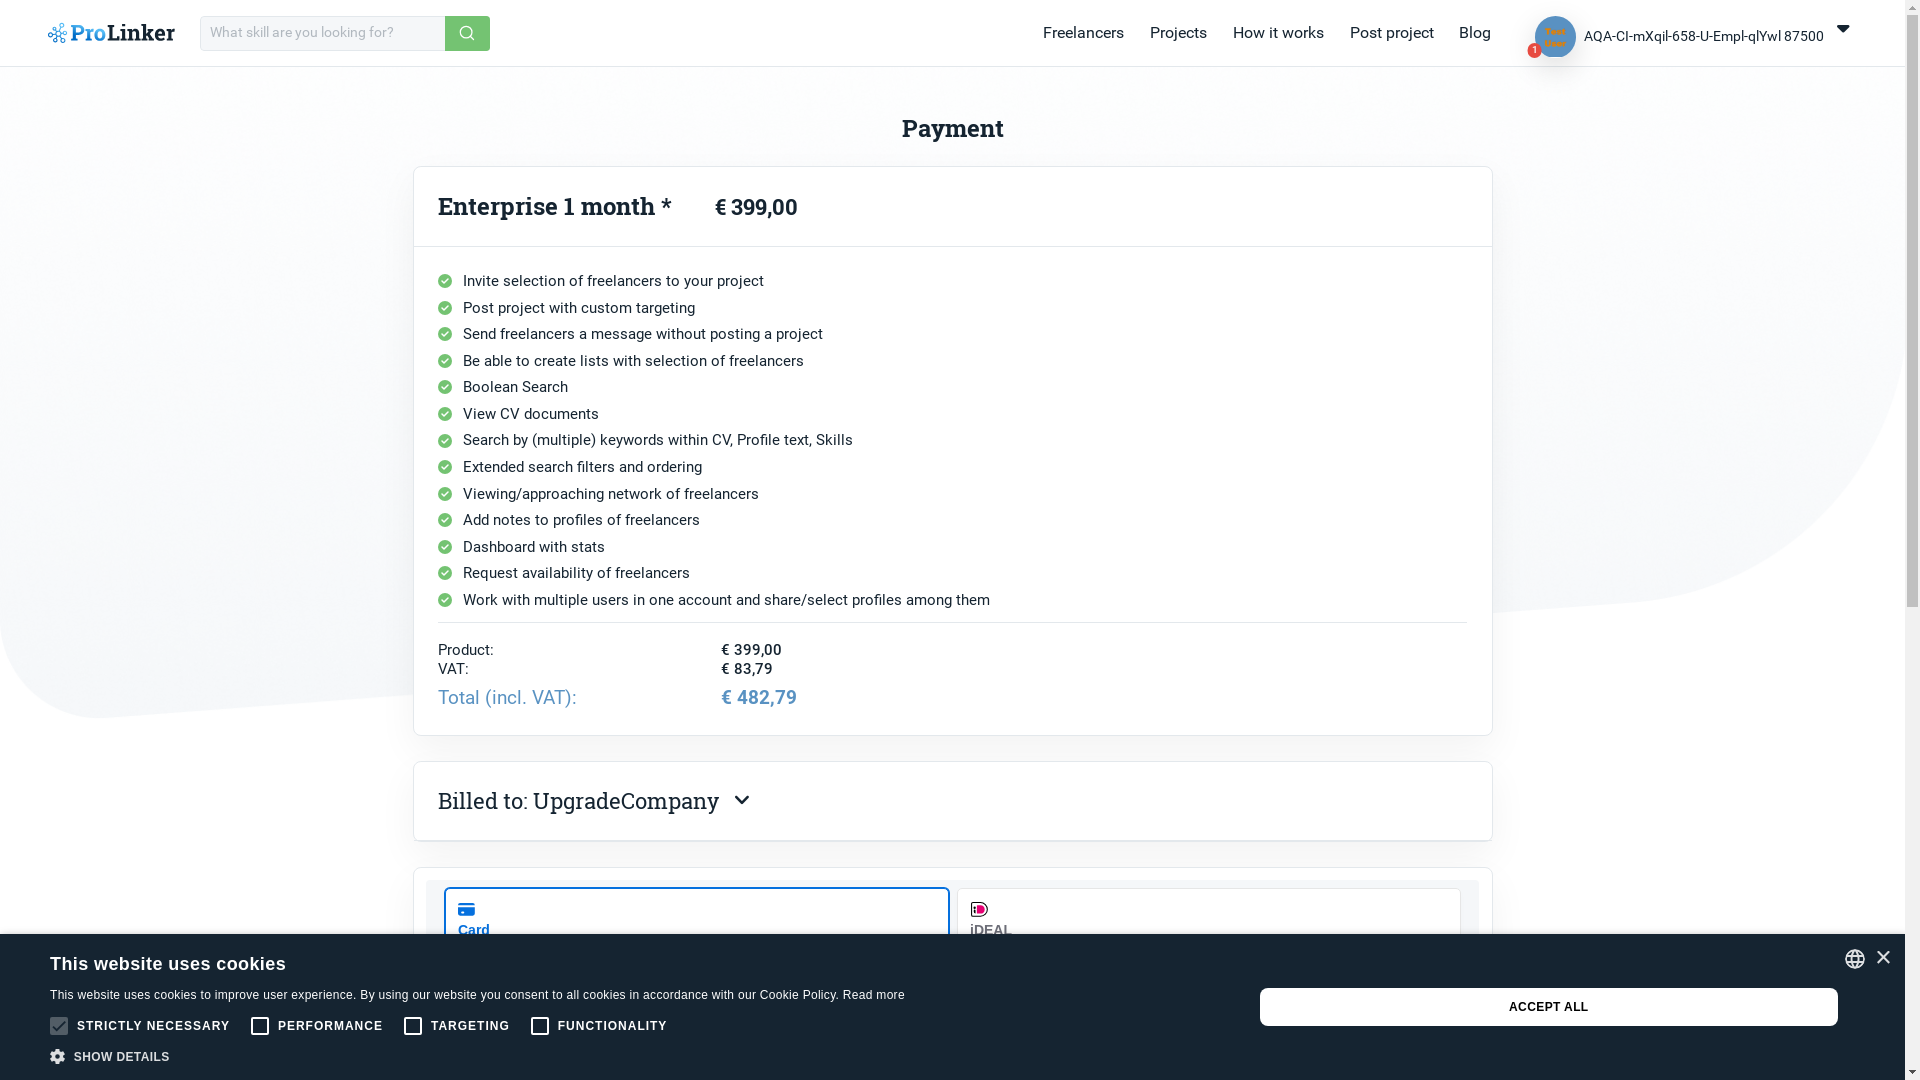 ProLinker
What skill are you looking for?
Freelancers
Projects
How it works
Post project
Blog
Test
User
1
AQA-CI-mXqil-658-U-Empl-qlYwl 87500
Payment
Enterprise 1 month *
€ 399,00
Invite selection of freelancers to your project
Post project with custom targeting
Send freelancers a message without posting a project
Be able to create lists with selection of freelancers
Boolean Search
View CV documents
Search by (multiple) keywords within CV, Profile text, Skills
Extended search filters and ordering
Viewing/approaching network of freelancers
Add notes to profiles of freelancers
Dashboard with stats
Request availability of freelancers
Work with multiple users in one account and share/select profiles among them
Product: € 399,00
VAT: € 83,79
Total (incl. VAT): € 482,79
Billed to: UpgradeCompany
Card
iDEAL
This website uses cookies
This website uses cookies to improve user experience. By using our website you consent to all cookies in accordance with our Cookie Policy. Read more
STRICTLY NECESSARY
PERFORMANCE
TARGETING
FUNCTIONALITY
SHOW DETAILS
ACCEPT ALL